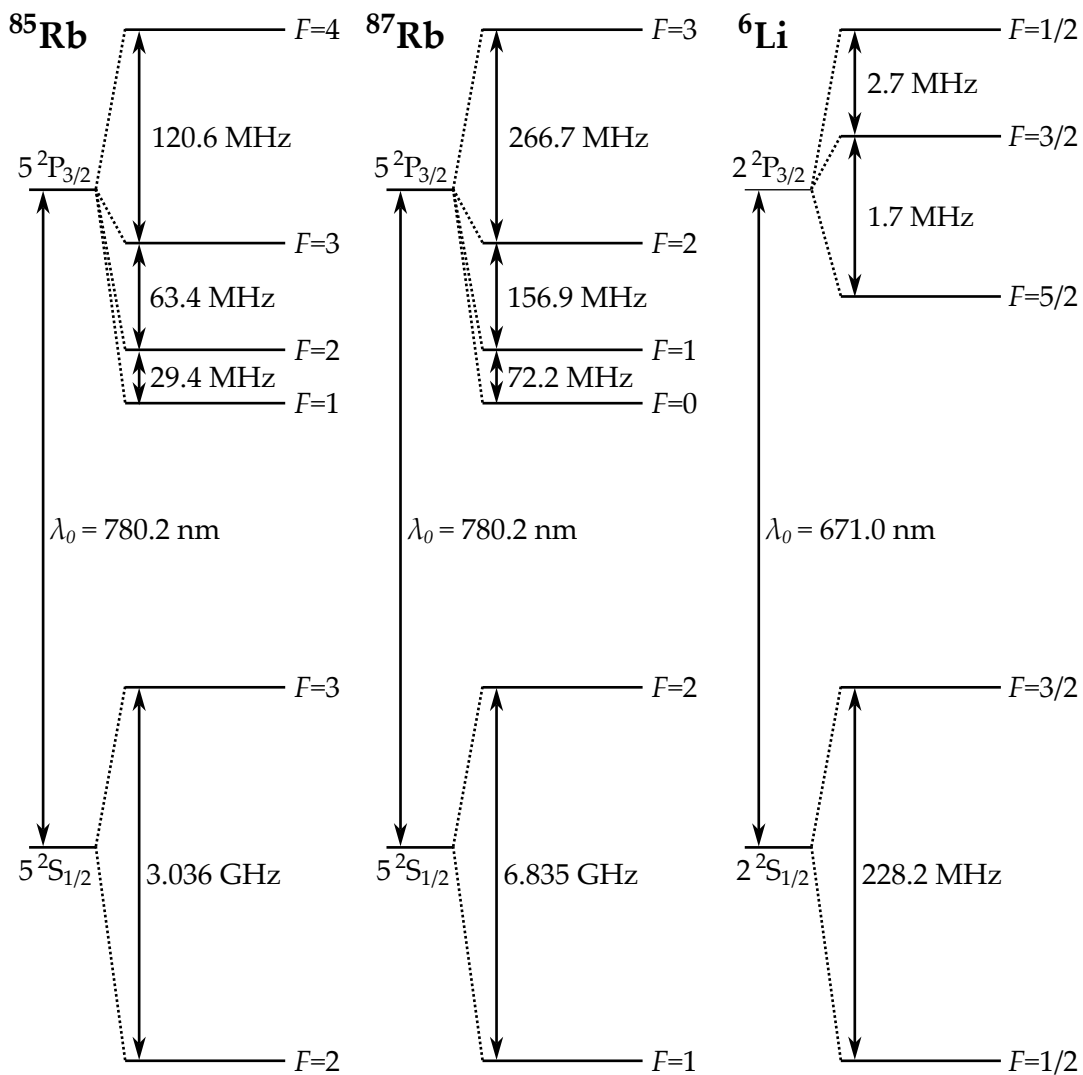 ⁸⁵Rb
F=4
120.6 MHz
5 ²P₃/₂
F=3
63.4 MHz
F=2
29.4 MHz
F=1
λ₀ = 780.2 nm
F=3
5 ²S₁/₂
3.036 GHz
F=2
⁸⁷Rb
F=3
266.7 MHz
5 ²P₃/₂
F=2
156.9 MHz
F=1
72.2 MHz
F=0
λ₀ = 780.2 nm
F=2
5 ²S₁/₂
6.835 GHz
F=1
⁶Li
F=1/2
2.7 MHz
F=3/2
2 ²P₃/₂
1.7 MHz
F=5/2
λ₀ = 671.0 nm
F=3/2
2 ²S₁/₂
228.2 MHz
F=1/2